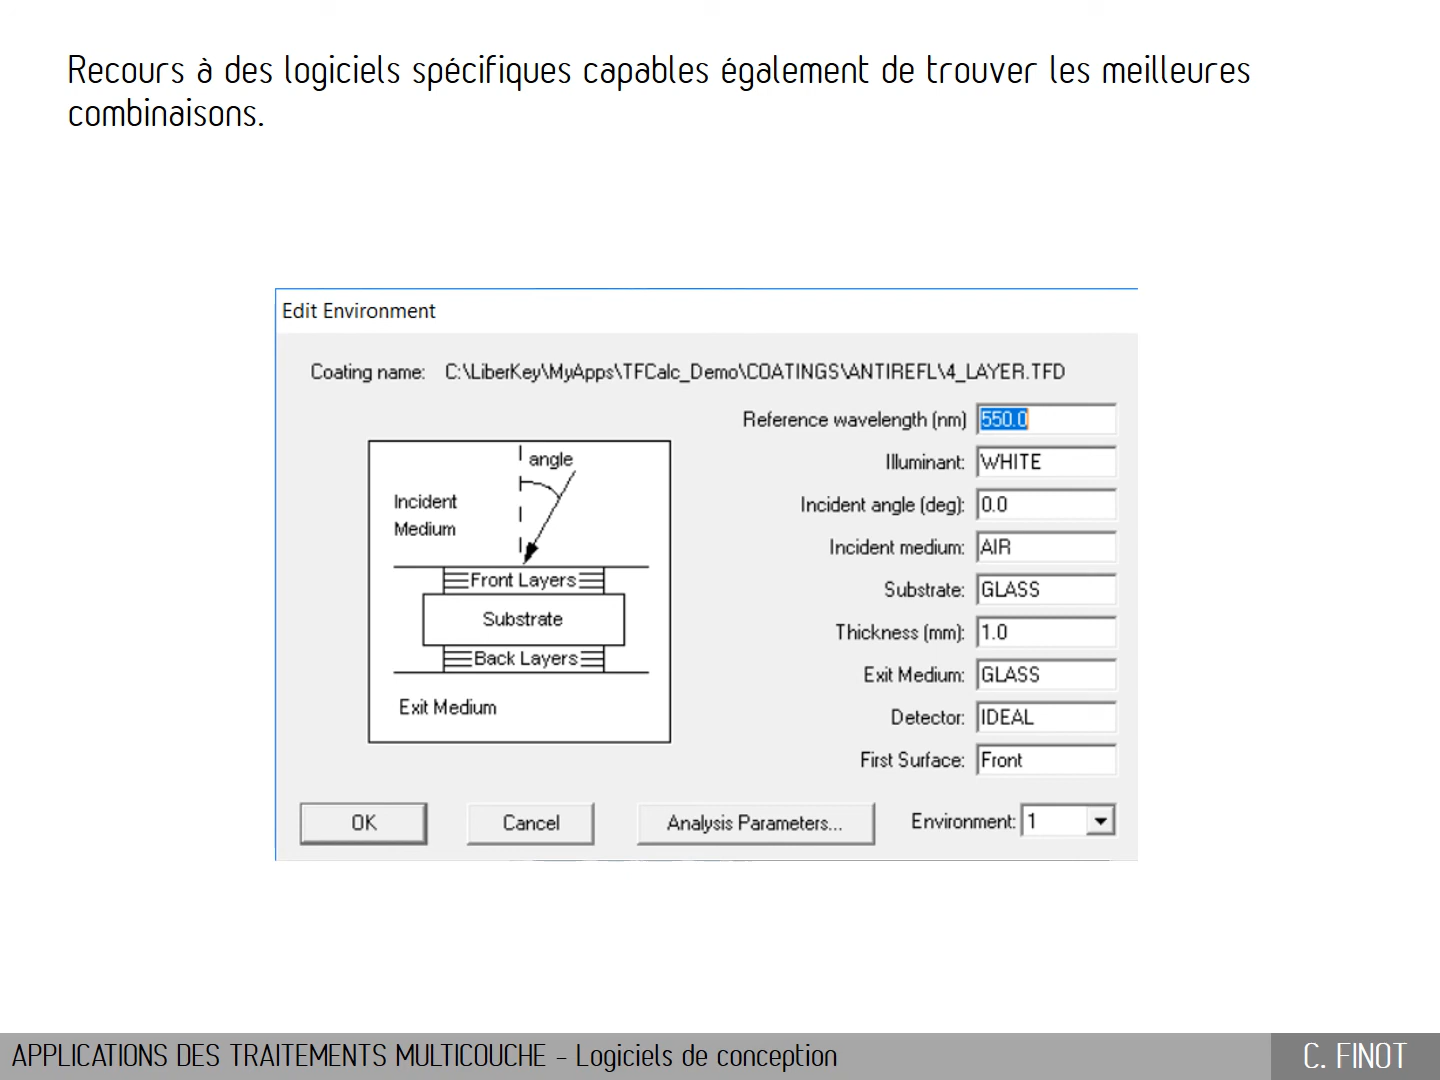 Recours à des logiciels spécifiques capables également de trouver les meilleures
combinaisons.
Edit Environment
Coating name: C:\LiberKey\MyApps\TFCalc_Demo\COATINGS\ANTIREFL\4_LAYER.TFD
Reference wavelength (nm) 550.0
Illuminant: WHITE
Incident angle (deg): 0.0
Incident medium: AIR
Substrate: GLASS
Thickness (mm): 1.0
Exit Medium: GLASS
Detector: IDEAL
First Surface: Front
angle
Incident
Medium
Front Layers
Substrate
Back Layers
Exit Medium
OK
Cancel
Analysis Parameters...
Environment: 1
APPLICATIONS DES TRAITEMENTS MULTICOUCHE - Logiciels de conception
C. FINOT